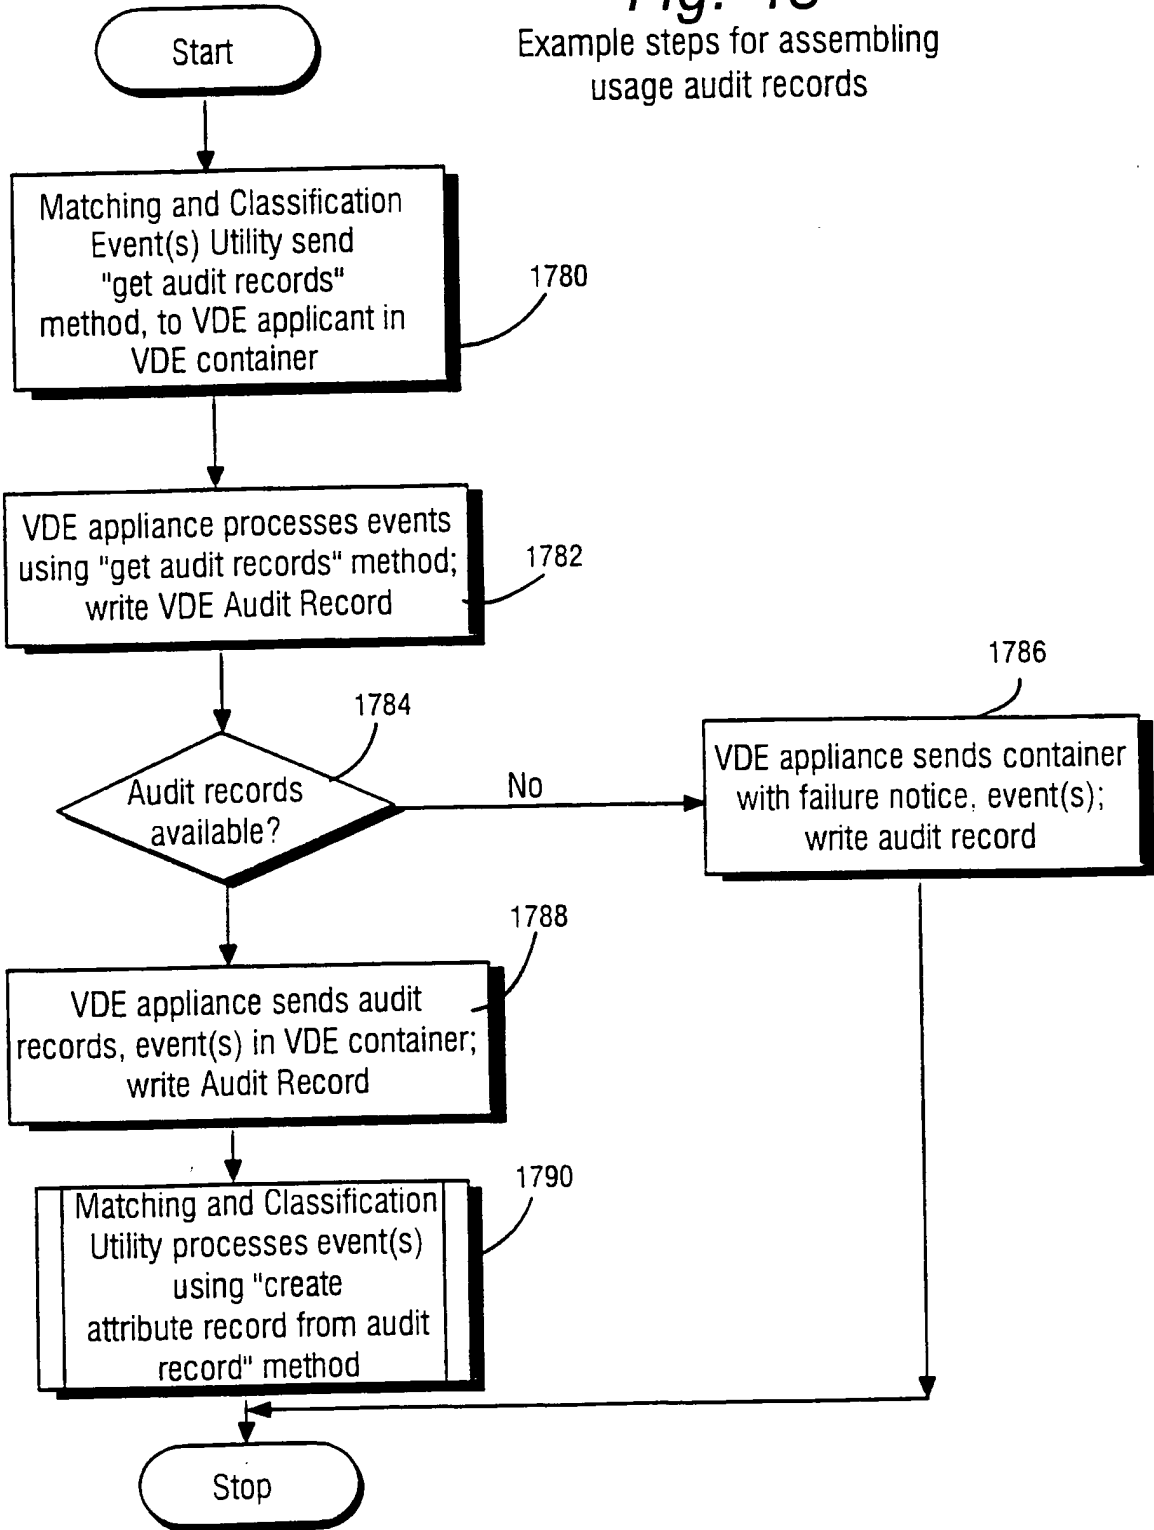 Start
Example steps for assembling
usage audit records
Matching and Classification
Event(s) Utility send
"get audit records"
method, to VDE applicant in
VDE container
1780
VDE appliance processes events
using "get audit records" method;
write VDE Audit Record
1782
1784
Audit records
available?
No
1786
VDE appliance sends container
with failure notice, event(s);
write audit record
1788
VDE appliance sends audit
records, event(s) in VDE container;
write Audit Record
1790
Matching and Classification
Utility processes event(s)
using "create
attribute record from audit
record" method
Stop